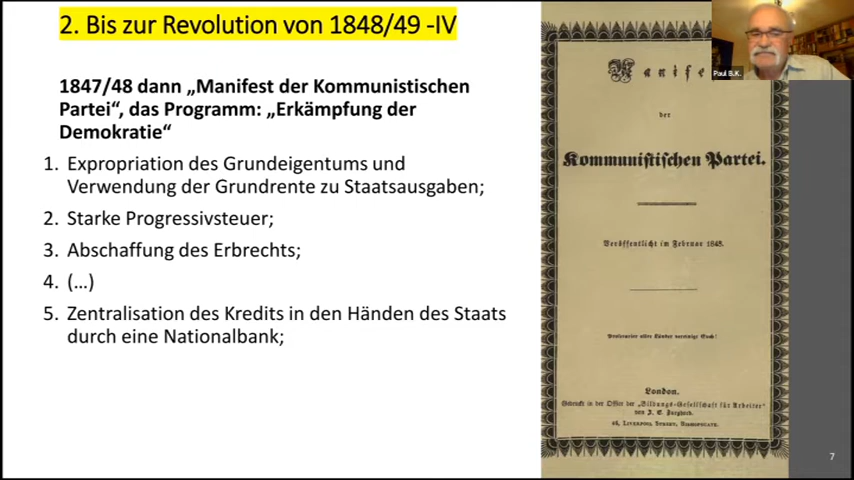 2. Bis zur Revolution von 1848/49 -IV
1847/48 dann „Manifest der Kommunistischen
Partei“, das Programm: „Erkämpfung der
Demokratie“
1. Expropriation des Grundeigentums und
Verwendung der Grundrente zu Staatsausgaben;
2. Starke Progressivsteuer;
3. Abschaffung des Erbrechts;
4. (…)
5. Zentralisation des Kredits in den Händen des Staats
durch eine Nationalbank;
Paul B.K.
Manife
der
Kommunistischen Partei.
Veröffentlicht im Februar 1848.
Proletarier aller Länder vereinigt Euch!
London.
Gedruckt in der Office der „Bildungs-Gesellschaft für Arbeiter“
von J. E. Burghard.
46, LIVERPOOL STREET, BISHOPSGATE.
7